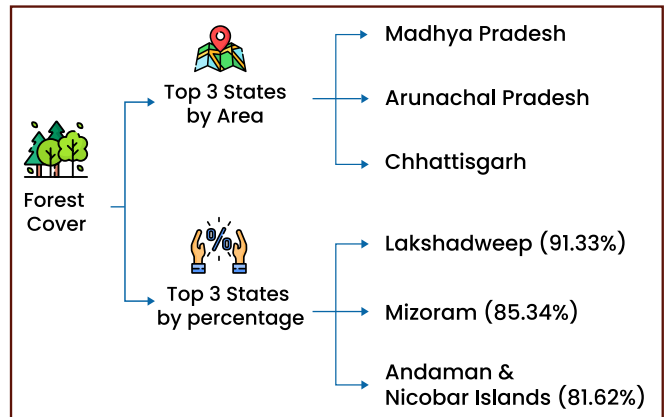 Forest
Cover
Top 3 States
by Area
Madhya Pradesh
Arunachal Pradesh
Chhattisgarh
%
Top 3 States
by percentage
Lakshadweep (91.33%)
Mizoram (85.34%)
Andaman &
Nicobar Islands (81.62%)